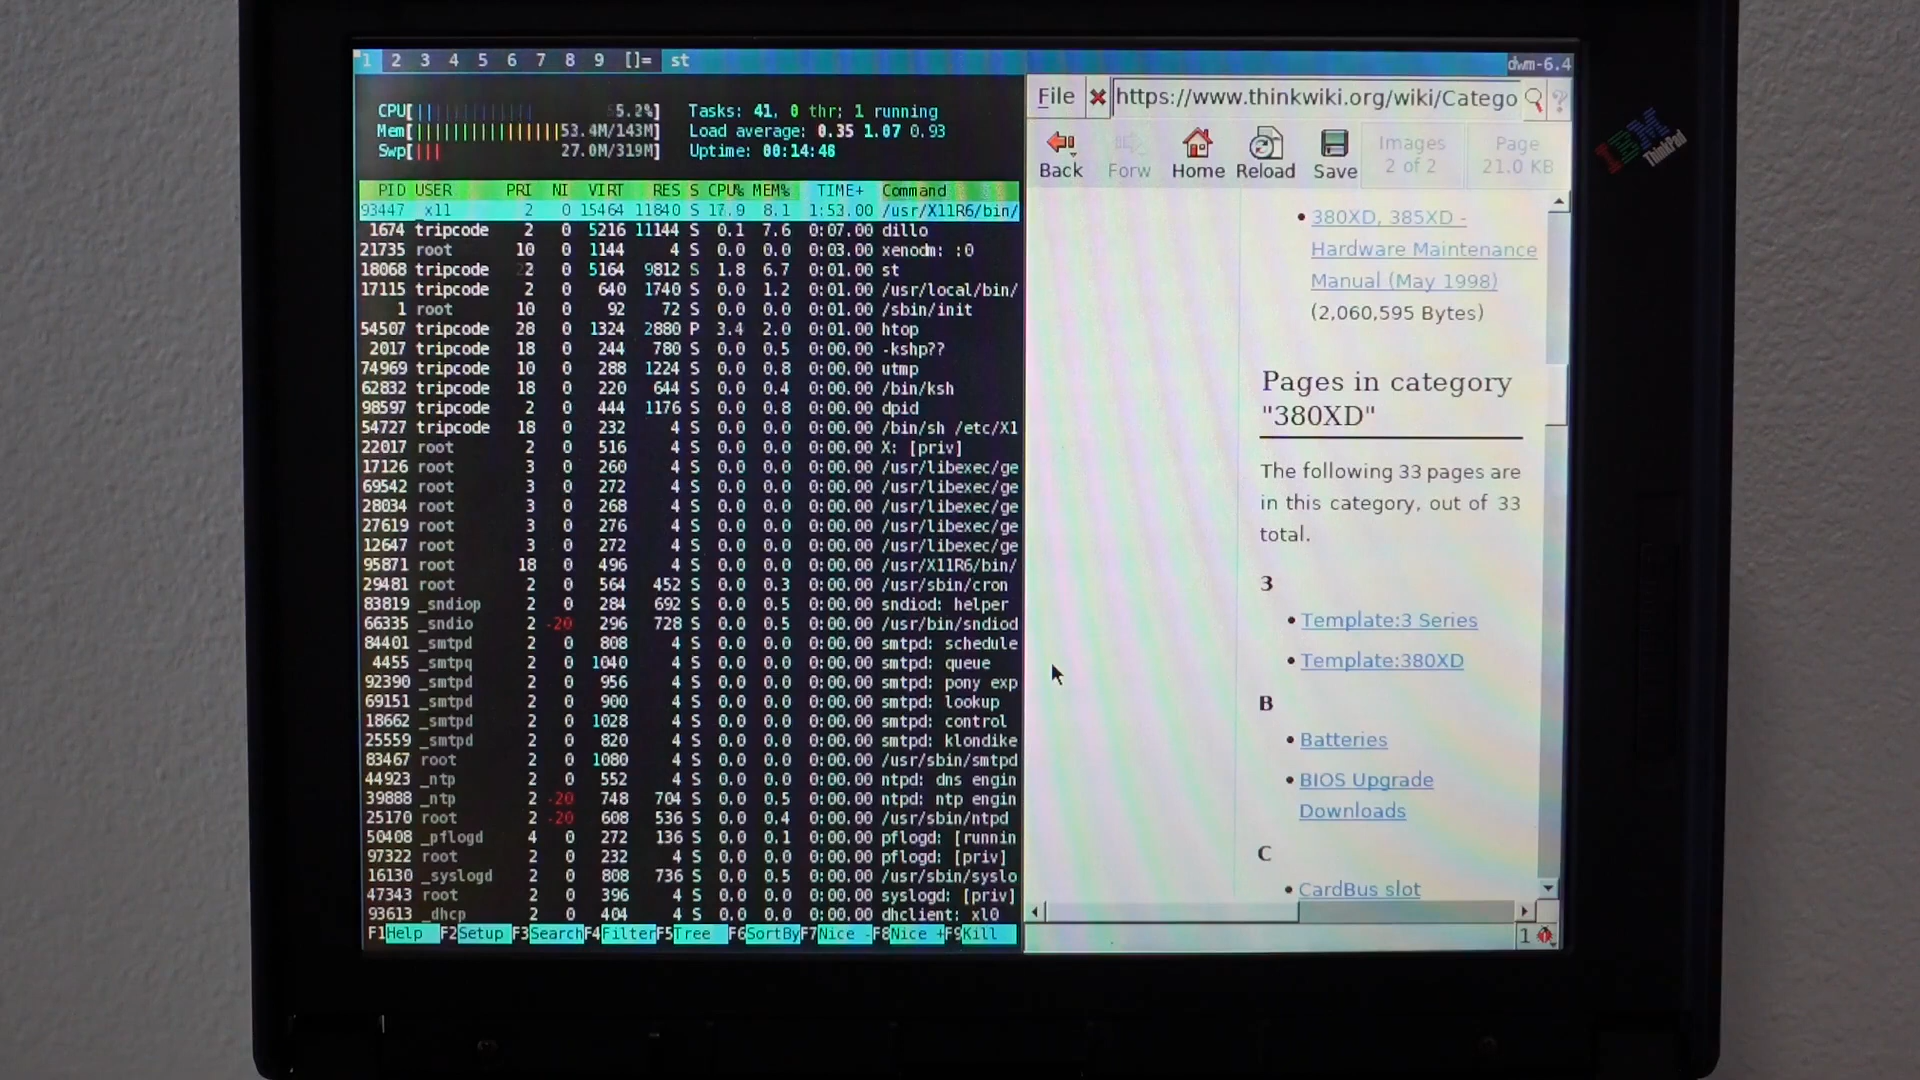 1 2 3 4 5 6 7 8 9 []= st
dwm-6.4
CPU[|| 5.2%] Tasks: 41, 0 thr; 1 running
Mem[||||||||||||||||53.4M/143M] Load average: 0.35 1.07 0.93
Swp[||| 27.0M/319M] Uptime: 00:14:46
PID USER PRI NI VIRT RES S CPU% MEM% TIME+ Command
93447 _x11 2 0 15464 11840 S 17.9 8.1 1:53.00 /usr/X11R6/bin/
1674 tripcode 2 0 5216 11144 S 0.1 7.6 0:07.00 dillo
21735 root 10 0 1144 4 S 0.0 0.0 0:03.00 xenodm: :0
18068 tripcode 2 0 5164 9812 S 1.8 6.7 0:01.00 st
17115 tripcode 2 0 640 1740 S 0.0 1.2 0:01.00 /usr/local/bin/
1 root 10 0 92 72 S 0.0 0.0 0:01.00 /sbin/init
54507 tripcode 28 0 1324 2880 P 3.4 2.0 0:01.00 htop
2017 tripcode 18 0 244 780 S 0.0 0.5 0:00.00 -kshp??
74969 tripcode 10 0 288 1224 S 0.0 0.8 0:00.00 utmp
62832 tripcode 18 0 220 644 S 0.0 0.4 0:00.00 /bin/ksh
98597 tripcode 2 0 444 1176 S 0.0 0.8 0:00.00 dpid
54727 tripcode 18 0 232 4 S 0.0 0.0 0:00.00 /bin/sh /etc/X1
22017 root 2 0 516 4 S 0.0 0.0 0:00.00 X: [priv]
17126 root 3 0 260 4 S 0.0 0.0 0:00.00 /usr/libexec/ge
69542 root 3 0 272 4 S 0.0 0.0 0:00.00 /usr/libexec/ge
28034 root 3 0 268 4 S 0.0 0.0 0:00.00 /usr/libexec/ge
27619 root 3 0 276 4 S 0.0 0.0 0:00.00 /usr/libexec/ge
12647 root 3 0 272 4 S 0.0 0.0 0:00.00 /usr/libexec/ge
95871 root 18 0 496 4 S 0.0 0.0 0:00.00 /usr/X11R6/bin/
29481 root 2 0 564 452 S 0.0 0.3 0:00.00 /usr/sbin/cron
83819 _sndiop 2 0 284 692 S 0.0 0.5 0:00.00 sndiod: helper
66335 _sndio 2 -20 296 728 S 0.0 0.5 0:00.00 /usr/bin/sndiod
84401 _smtpd 2 0 808 4 S 0.0 0.0 0:00.00 smtpd: schedule
4455 _smtpq 2 0 1040 4 S 0.0 0.0 0:00.00 smtpd: queue
92390 _smtpd 2 0 956 4 S 0.0 0.0 0:00.00 smtpd: pony exp
69151 _smtpd 2 0 900 4 S 0.0 0.0 0:00.00 smtpd: lookup
18662 _smtpd 2 0 1028 4 S 0.0 0.0 0:00.00 smtpd: control
25559 _smtpd 2 0 820 4 S 0.0 0.0 0:00.00 smtpd: klondike
83467 root 2 0 1080 4 S 0.0 0.0 0:00.00 /usr/sbin/smtpd
44923 _ntp 2 0 552 4 S 0.0 0.0 0:00.00 ntpd: dns engin
39888 _ntp 2 -20 748 704 S 0.0 0.5 0:00.00 ntpd: ntp engin
25170 root 2 -20 608 536 S 0.0 0.4 0:00.00 /usr/sbin/ntpd
50408 _pflogd 4 0 272 136 S 0.0 0.1 0:00.00 pflogd: [runnin
97322 root 2 0 232 4 S 0.0 0.0 0:00.00 pflogd: [priv]
16130 _syslogd 2 0 808 736 S 0.0 0.5 0:00.00 /usr/sbin/syslo
47343 root 2 0 396 4 S 0.0 0.0 0:00.00 syslogd: [priv]
93613 _dhcp 2 0 404 4 S 0.0 0.0 0:00.00 dhclient: xl0
F1Help F2Setup F3SearchF4FilterF5Tree F6SortByF7Nice -F8Nice +F9Kill
File https://www.thinkwiki.org/wiki/Catego ?
Back Forw Home Reload Save
Images
2 of 2
Page
21.0 KB
• 380XD, 385XD -
Hardware Maintenance
Manual (May 1998)
(2,060,595 Bytes)
Pages in category
"380XD"
The following 33 pages are
in this category, out of 33
total.
3
• Template:3 Series
• Template:380XD
B
• Batteries
• BIOS Upgrade
Downloads
C
• CardBus slot
1
IBM
ThinkPad